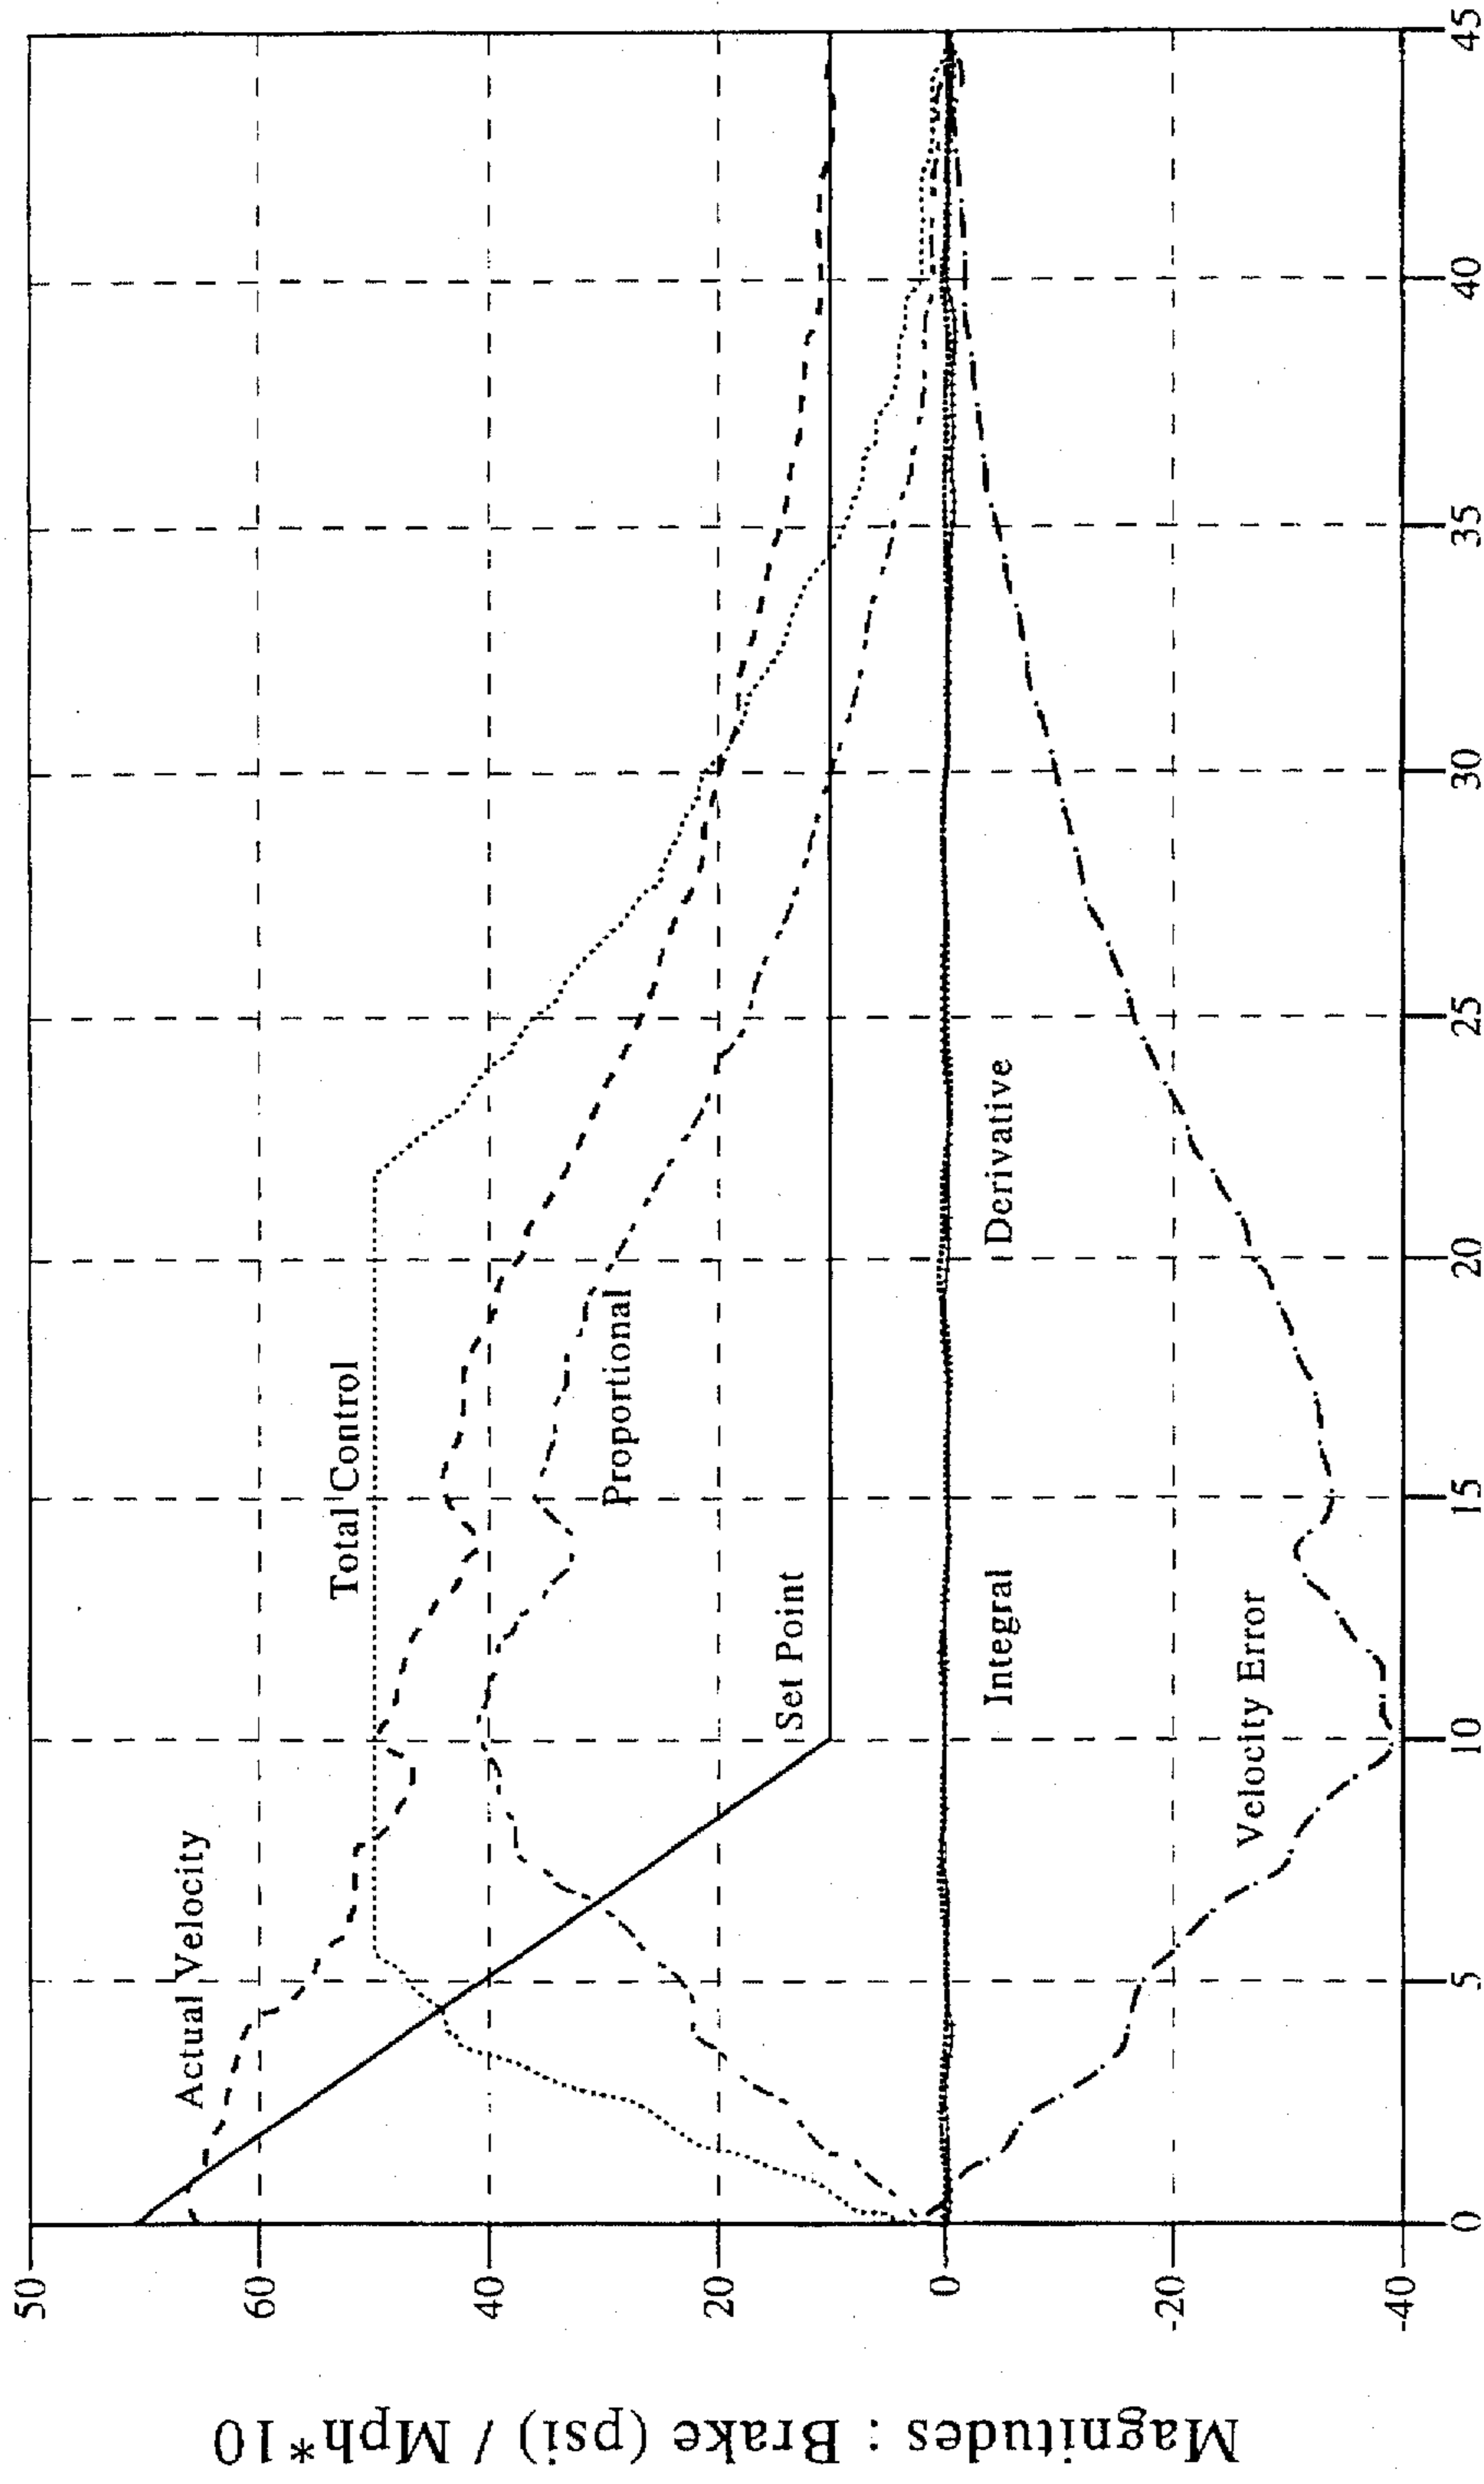 Magnitudes : Brake (psi) / Mph*10
50
60
40
20
0
-20
-40
0
5
10
15
20
25
30
35
40
45
Actual Velocity
Total Control
Proportional
Set Point
Integral
Derivative
Velocity Error